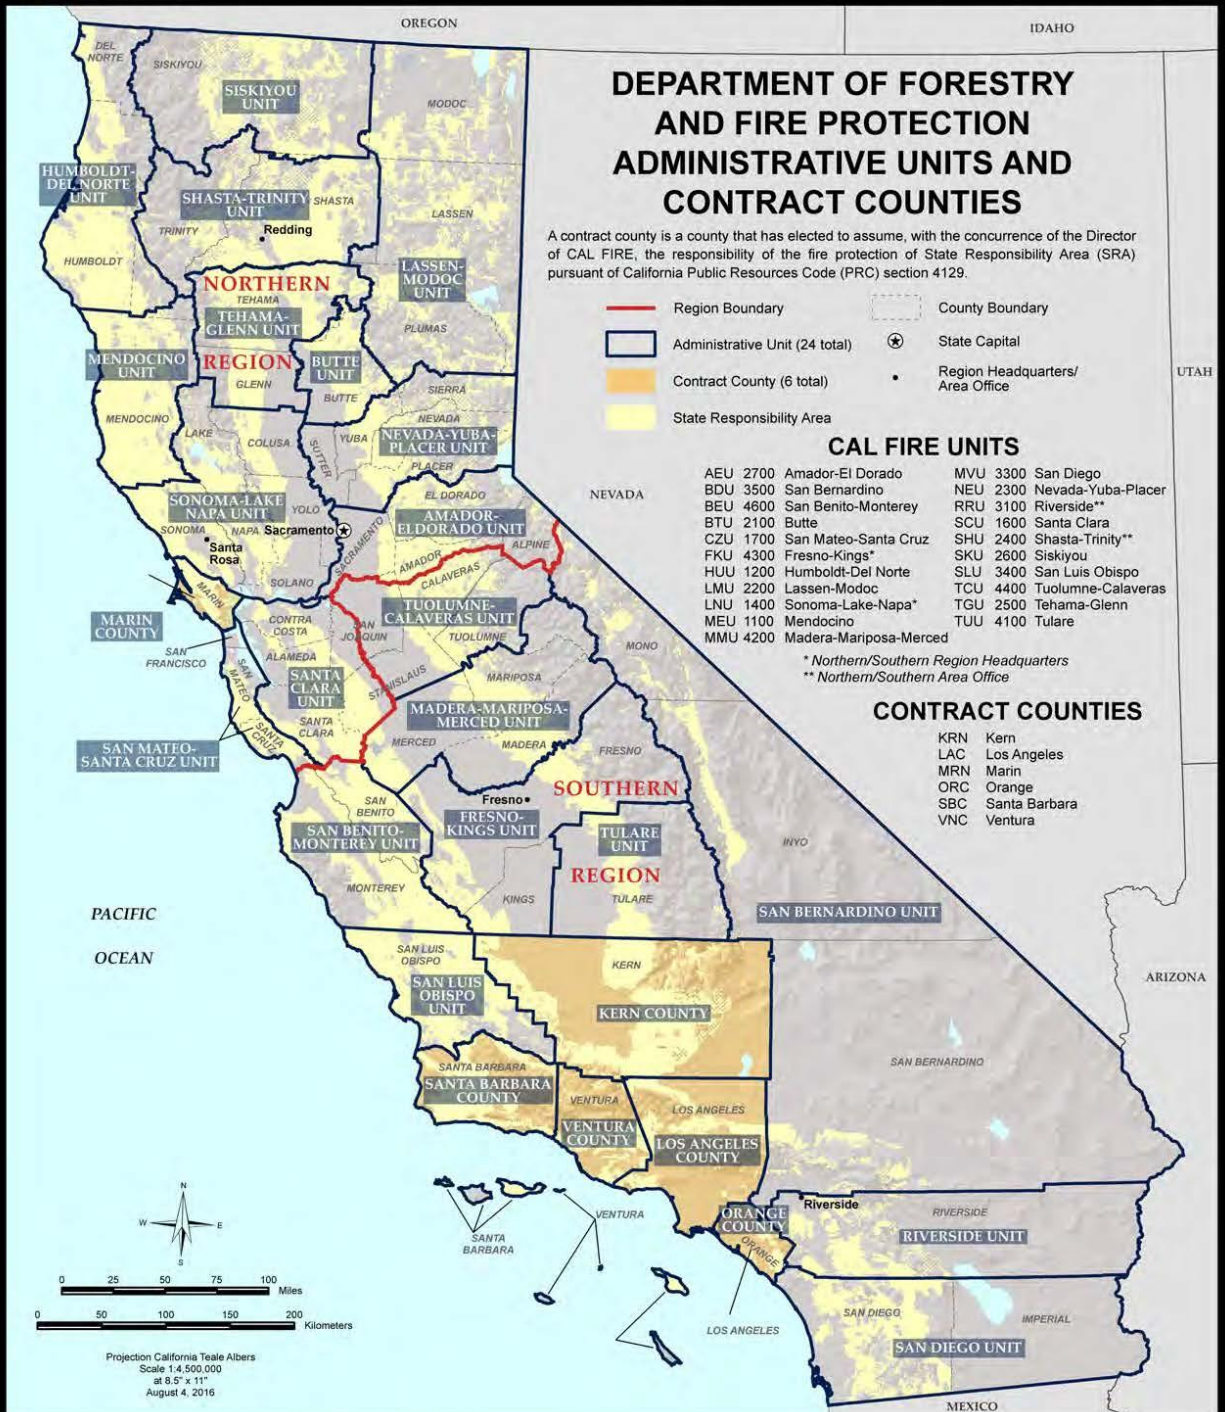 OREGON
IDAHO
DEPARTMENT OF FORESTRY
AND FIRE PROTECTION
ADMINISTRATIVE UNITS AND
CONTRACT COUNTIES
A contract county is a county that has elected to assume, with the concurrence of the Director
of CAL FIRE, the responsibility of the fire protection of State Responsibility Area (SRA)
pursuant of California Public Resources Code (PRC) section 4129.
Region Boundary
County Boundary
Administrative Unit (24 total)
State Capital
Contract County (6 total)
Region Headquarters/
Area Office
State Responsibility Area
UTAH
CAL FIRE UNITS
AEU 2700 Amador-El Dorado
BDU 3500 San Bernardino
BEU 4600 San Benito-Monterey
BTU 2100 Butte
CZU 1700 San Mateo-Santa Cruz
FKU 4300 Fresno-Kings*
HUU 1200 Humboldt-Del Norte
LMU 2200 Lassen-Modoc
LNU 1400 Sonoma-Lake-Napa*
MEU 1100 Mendocino
MMU 4200 Madera-Mariposa-Merced
MVU 3300 San Diego
NEU 2300 Nevada-Yuba-Placer
RRU 3100 Riverside**
SCU 1600 Santa Clara
SHU 2400 Shasta-Trinity**
SKU 2600 Siskiyou
SLU 3400 San Luis Obispo
TCU 4400 Tuolumne-Calaveras
TGU 2500 Tehama-Glenn
TUU 4100 Tulare
* Northern/Southern Region Headquarters
** Northern/Southern Area Office
CONTRACT COUNTIES
KRN Kern
LAC Los Angeles
MRN Marin
ORC Orange
SBC Santa Barbara
VNC Ventura
DEL
NORTE
SISKIYOU
SISKIYOU
UNIT
MODOC
HUMBOLDT-
DEL NORTE
UNIT
SHASTA-TRINITY
UNIT
SHASTA
TRINITY
Redding
LASSEN
HUMBOLDT
LASSEN-
MODOC
UNIT
NORTHERN
TEHAMA
TEHAMA-
GLENN UNIT
PLUMAS
MENDOCINO
UNIT
REGION
BUTTE
UNIT
GLENN
BUTTE
SIERRA
MENDOCINO
LAKE
COLUSA
SUTTER
YUBA
NEVADA
NEVADA-YUBA-
PLACER UNIT
PLACER
NEVADA
SONOMA-LAKE
NAPA UNIT
YOLO
EL DORADO
AMADOR-
ELDORADO UNIT
SONOMA
NAPA
Sacramento
SACRAMENTO
ALPINE
Santa
Rosa
AMADOR
CALAVERAS
SOLANO
MARIN
MARIN
COUNTY
CONTRA
COSTA
SAN
JOAQUIN
TUOLUMNE-
CALAVERAS UNIT
TUOLUMNE
MONO
SAN
FRANCISCO
SAN
MATEO
ALAMEDA
STANISLAUS
MARIPOSA
SANTA
CLARA
UNIT
SANTA
CLARA
SANTA
CRUZ
MADERA-MARIPOSA-
MERCED UNIT
MERCED
MADERA
FRESNO
SAN MATEO-
SANTA CRUZ UNIT
SOUTHERN
SAN
BENITO
Fresno
FRESNO-
KINGS UNIT
SAN BENITO-
MONTEREY UNIT
TULARE
UNIT
INYO
REGION
MONTEREY
KINGS
TULARE
PACIFIC
OCEAN
SAN BERNARDINO UNIT
SAN LUIS
OBISPO
KERN
ARIZONA
SAN LUIS
OBISPO
UNIT
KERN COUNTY
SAN BERNARDINO
SANTA BARBARA
SANTA BARBARA
COUNTY
VENTURA
VENTURA
COUNTY
LOS ANGELES
LOS ANGELES
COUNTY
ORANGE
COUNTY
ORANGE
Riverside
RIVERSIDE
RIVERSIDE UNIT
SANTA
BARBARA
VENTURA
LOS ANGELES
SAN DIEGO
IMPERIAL
SAN DIEGO UNIT
MEXICO
N
W
E
S
0 25 50 75 100
Miles
0 50 100 150 200
Kilometers
Projection California Teale Albers
Scale 1:4,500,000
at 8.5" x 11"
August 4, 2016